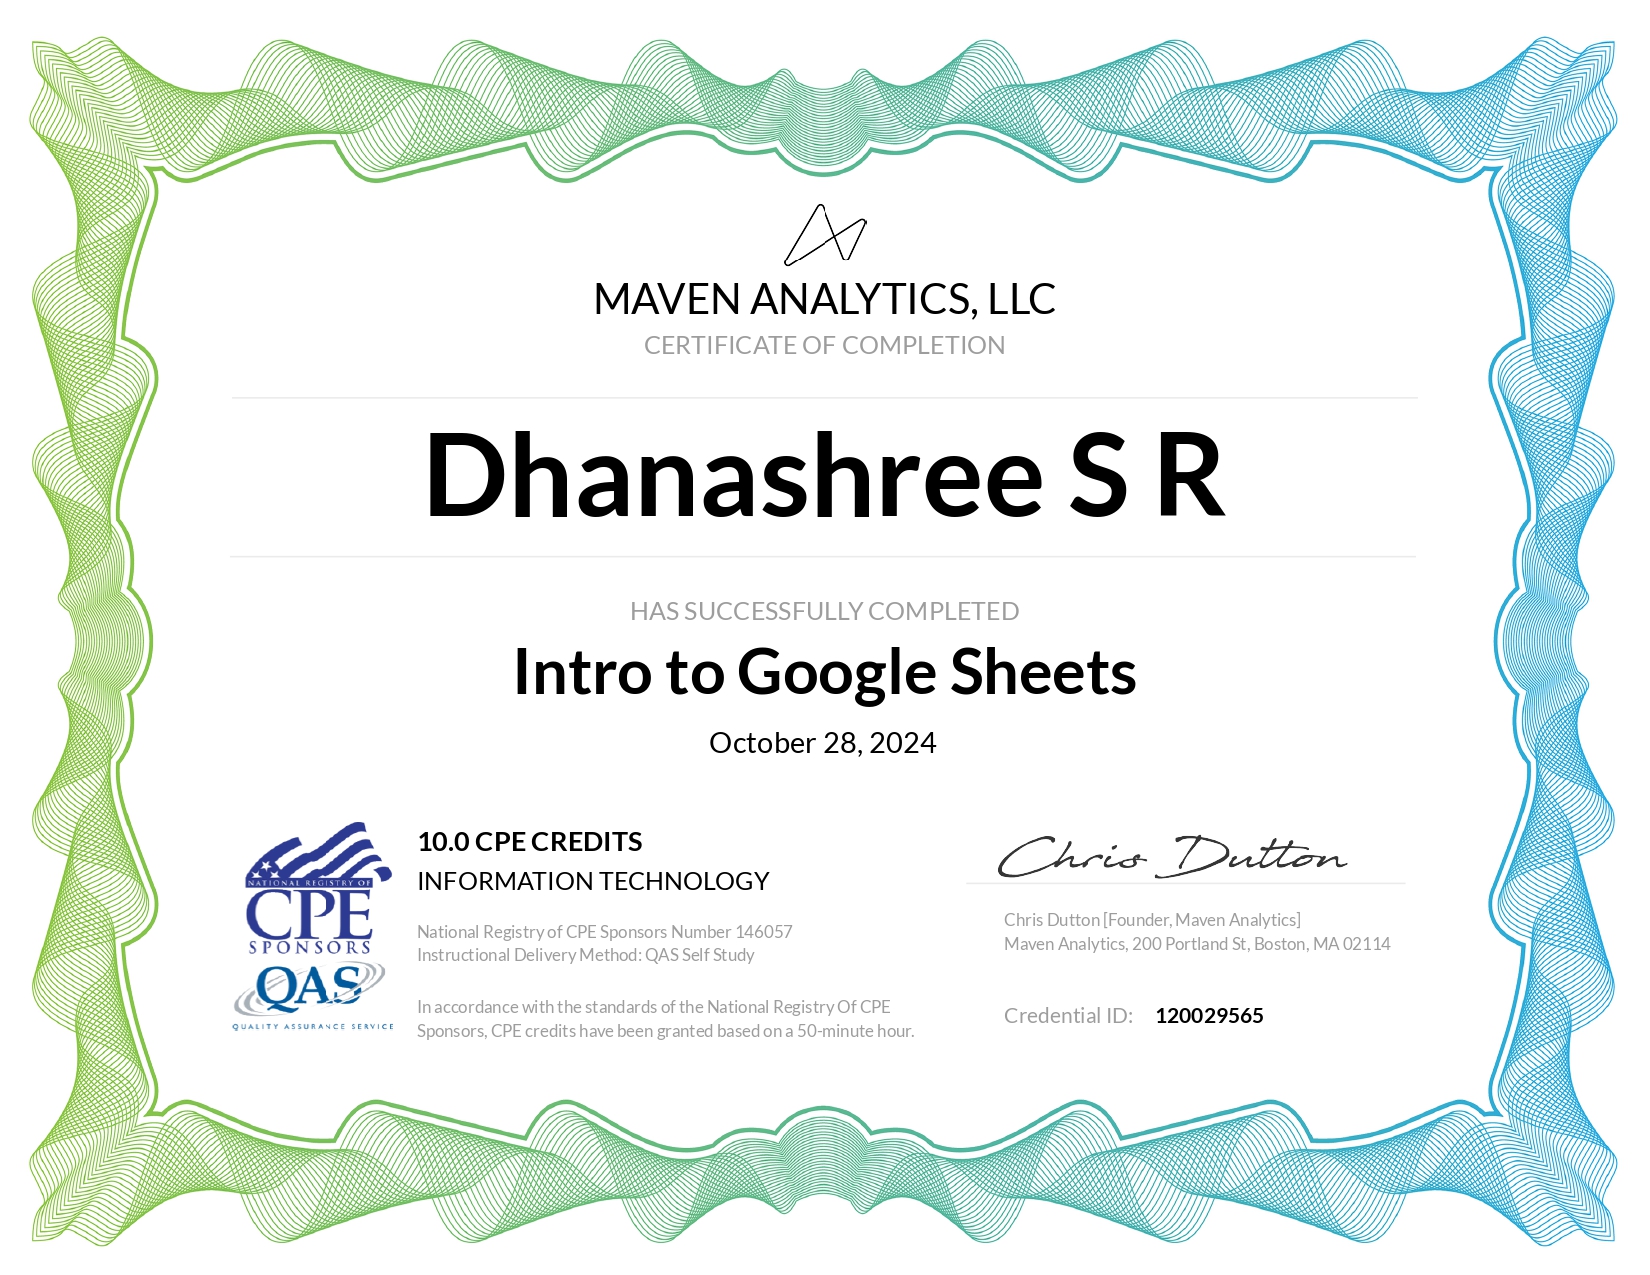 MAVEN ANALYTICS, LLC
CERTIFICATE OF COMPLETION
Dhanashree S R
HAS SUCCESSFULLY COMPLETED
Intro to Google Sheets
October 28, 2024
NATIONAL REGISTRY OF
CPE
SPONSORS
QAS
QUALITY ASSURANCE SERVICE
10.0 CPE CREDITS
INFORMATION TECHNOLOGY
National Registry of CPE Sponsors Number 146057
Instructional Delivery Method: QAS Self Study
In accordance with the standards of the National Registry Of CPE
Sponsors, CPE credits have been granted based on a 50-minute hour.
Chris Dutton
Chris Dutton [Founder, Maven Analytics]
Maven Analytics, 200 Portland St, Boston, MA 02114
Credential ID: 120029565